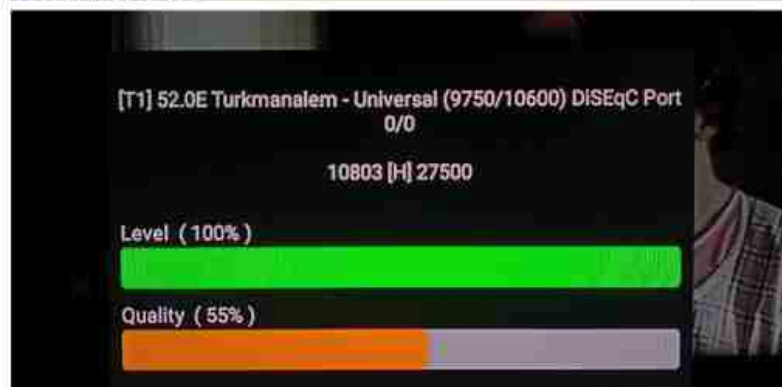 [T1] 52.0E Turkmanalem - Universal (9750/10600) DiSEqC Port
0/0
10803 [H] 27500
Level ( 100% )
Quality ( 55% )